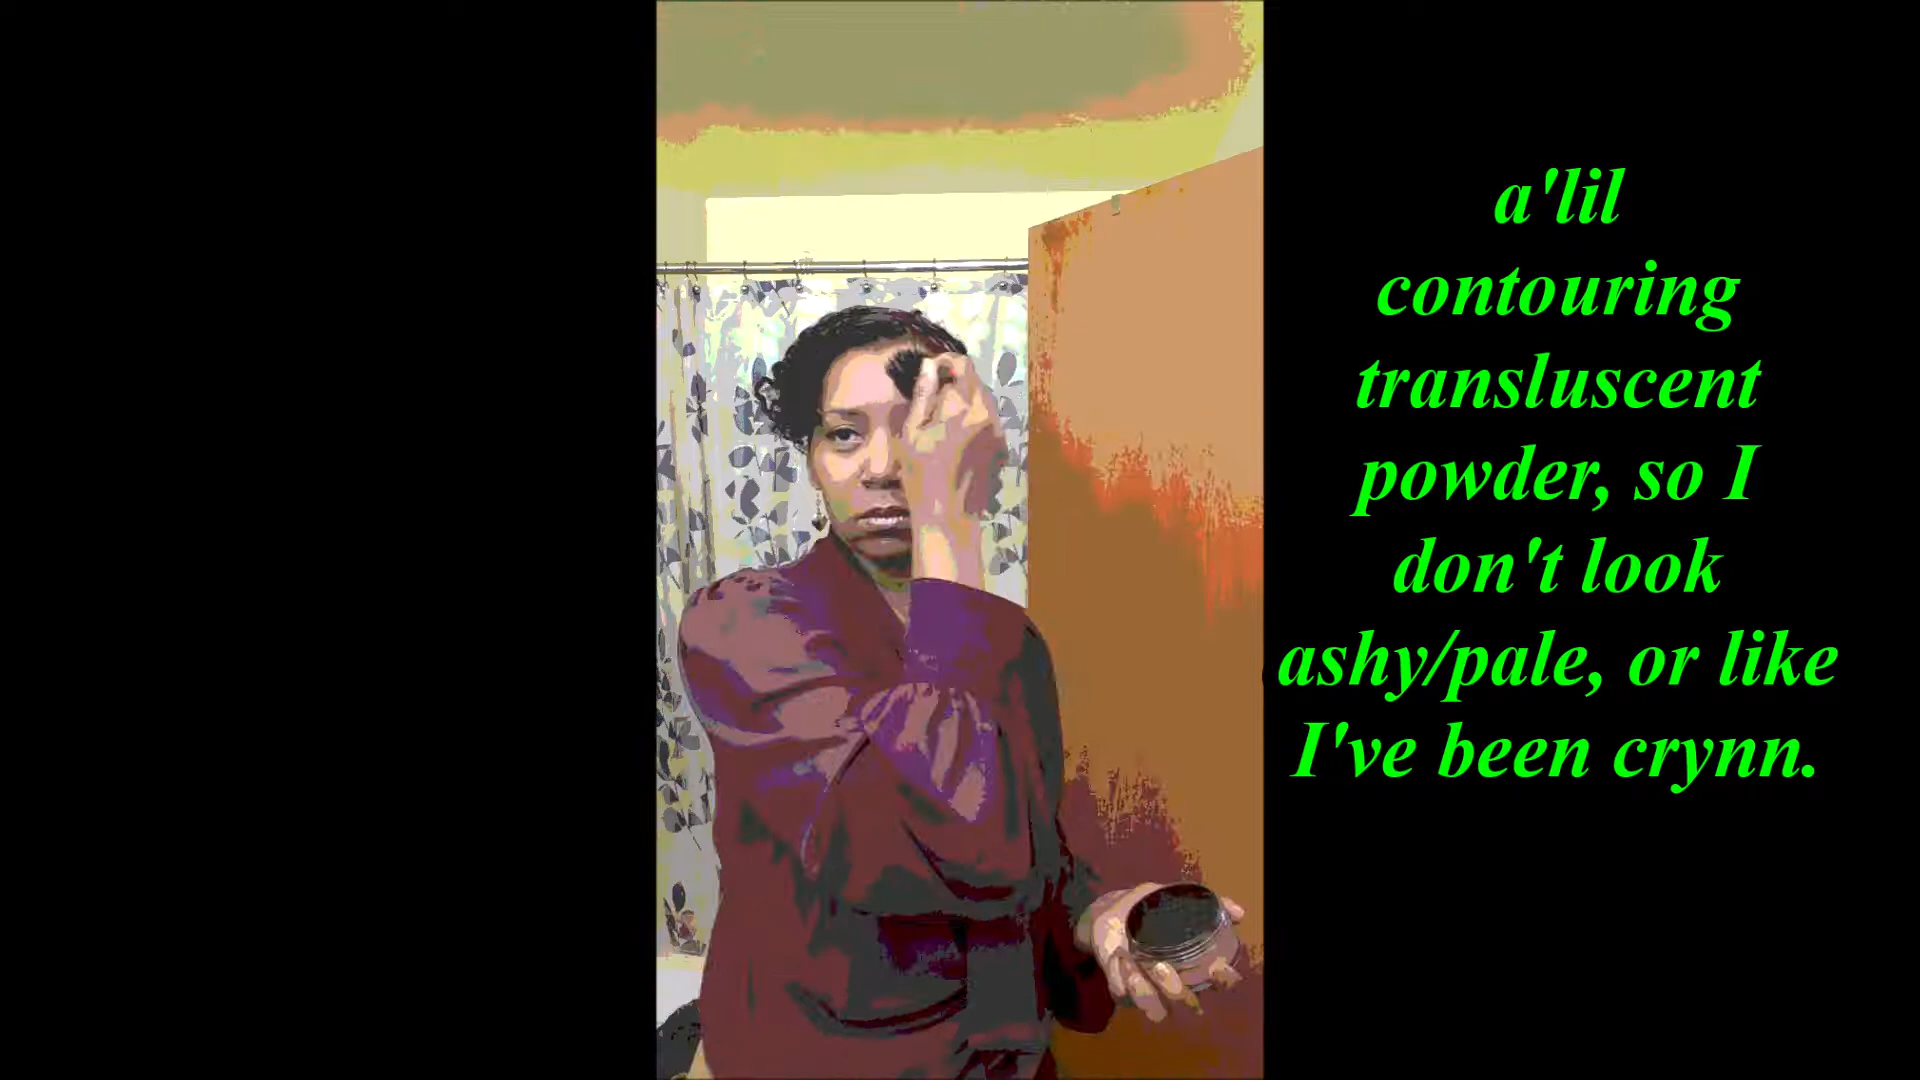 a'lil
contouring
transluscent
powder, so I
don't look
ashy/pale, or like
I've been crynn.